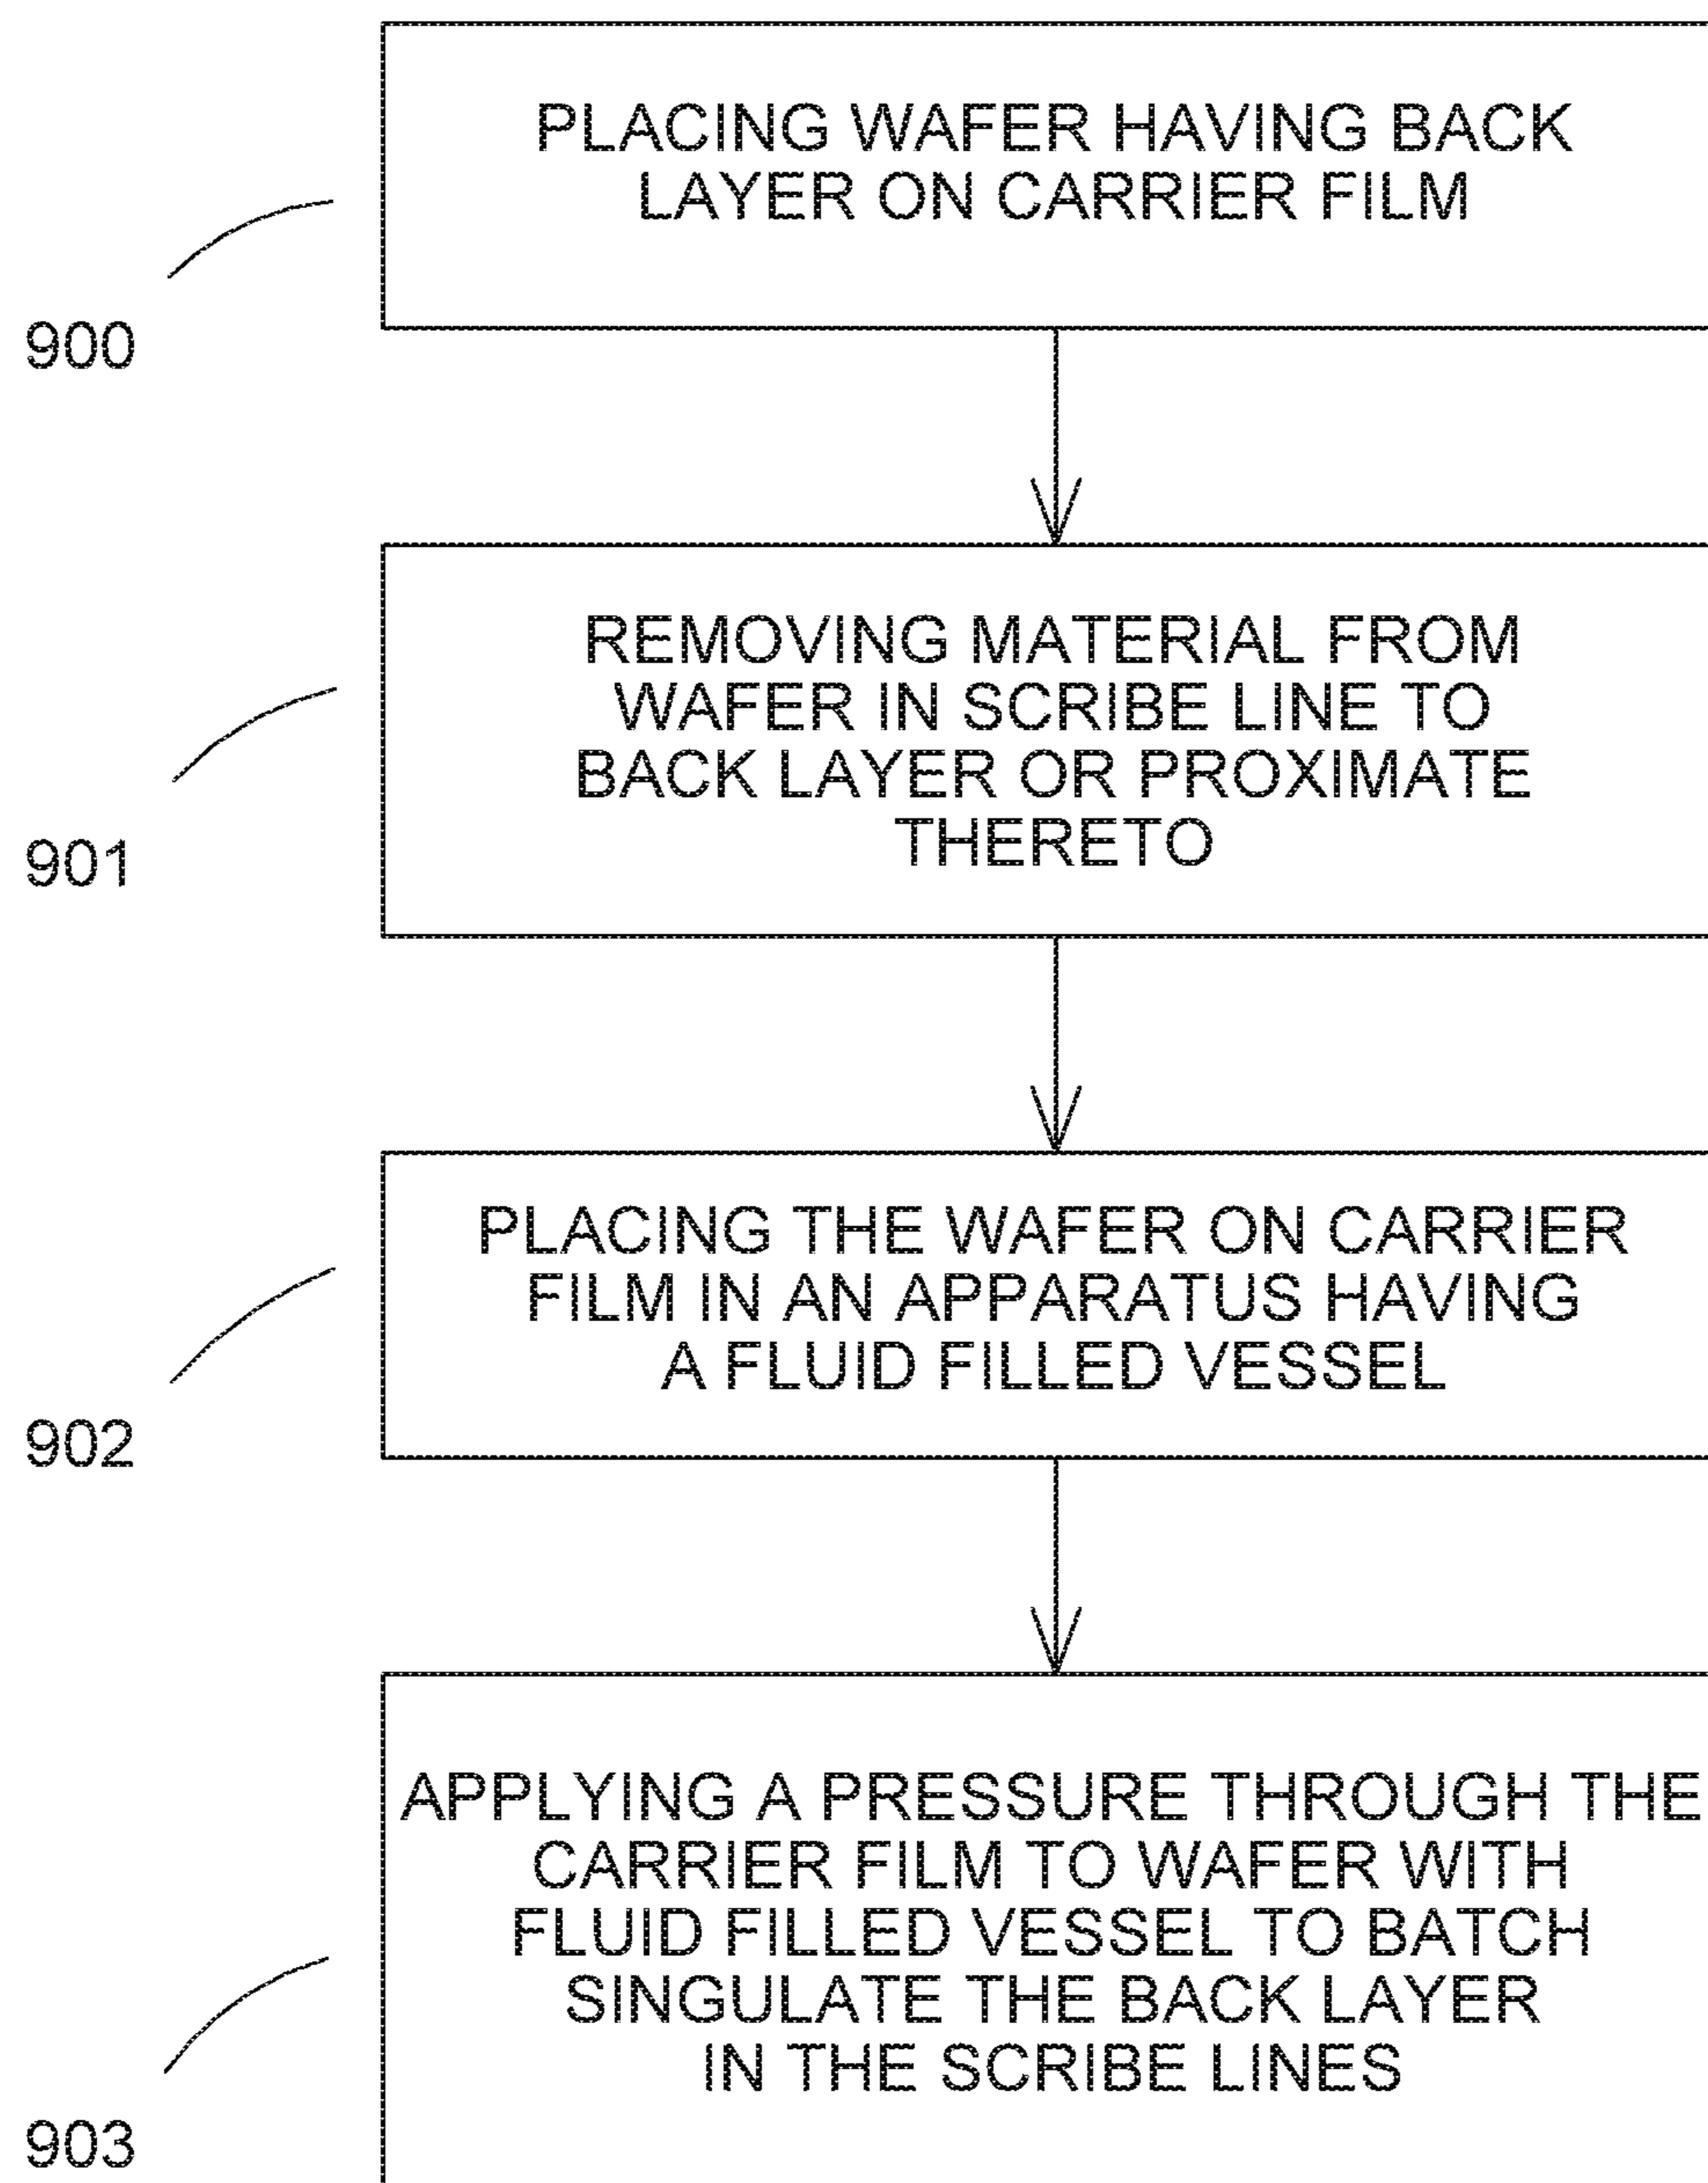 PLACING WAFER HAVING BACK
LAYER ON CARRIER FILM
900
REMOVING MATERIAL FROM
WAFER IN SCRIBE LINE TO
BACK LAYER OR PROXIMATE
THERETO
901
PLACING THE WAFER ON CARRIER
FILM IN AN APPARATUS HAVING
A FLUID FILLED VESSEL
902
APPLYING A PRESSURE THROUGH THE
CARRIER FILM TO WAFER WITH
FLUID FILLED VESSEL TO BATCH
SINGULATE THE BACK LAYER
IN THE SCRIBE LINES
903